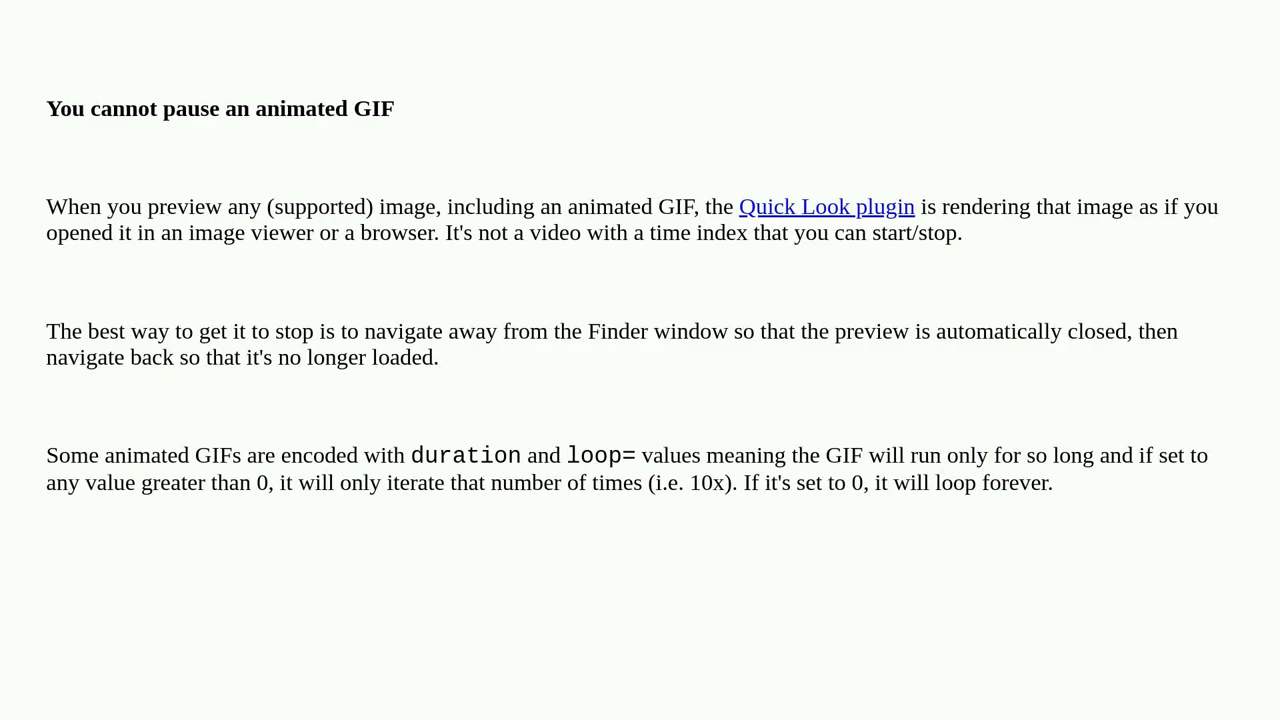 You cannot pause an animated GIF
When you preview any (supported) image, including an animated GIF, the Quick Look plugin is rendering that image as if you
opened it in an image viewer or a browser. It's not a video with a time index that you can start/stop.
The best way to get it to stop is to navigate away from the Finder window so that the preview is automatically closed, then
navigate back so that it's no longer loaded.
Some animated GIFs are encoded with duration and loop= values meaning the GIF will run only for so long and if set to
any value greater than 0, it will only iterate that number of times (i.e. 10x). If it's set to 0, it will loop forever.